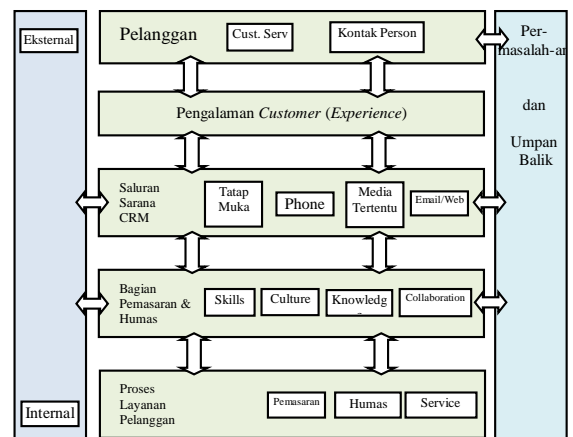 Eksternal
Pelanggan
Cust. Serv
Kontak Person
Per-
masalah-an
dan
Umpan
Balik
Pengalaman Customer (Experience)
Saluran
Sarana
CRM
Tatap
Muka
Phone
Media
Tertentu
Email/Web
Bagian
Pemasaran &
Humas
Skills
Culture
Knowledg
Collaboration
Proses
Layanan
Pelanggan
Pemasaran
Humas
Service
Internal